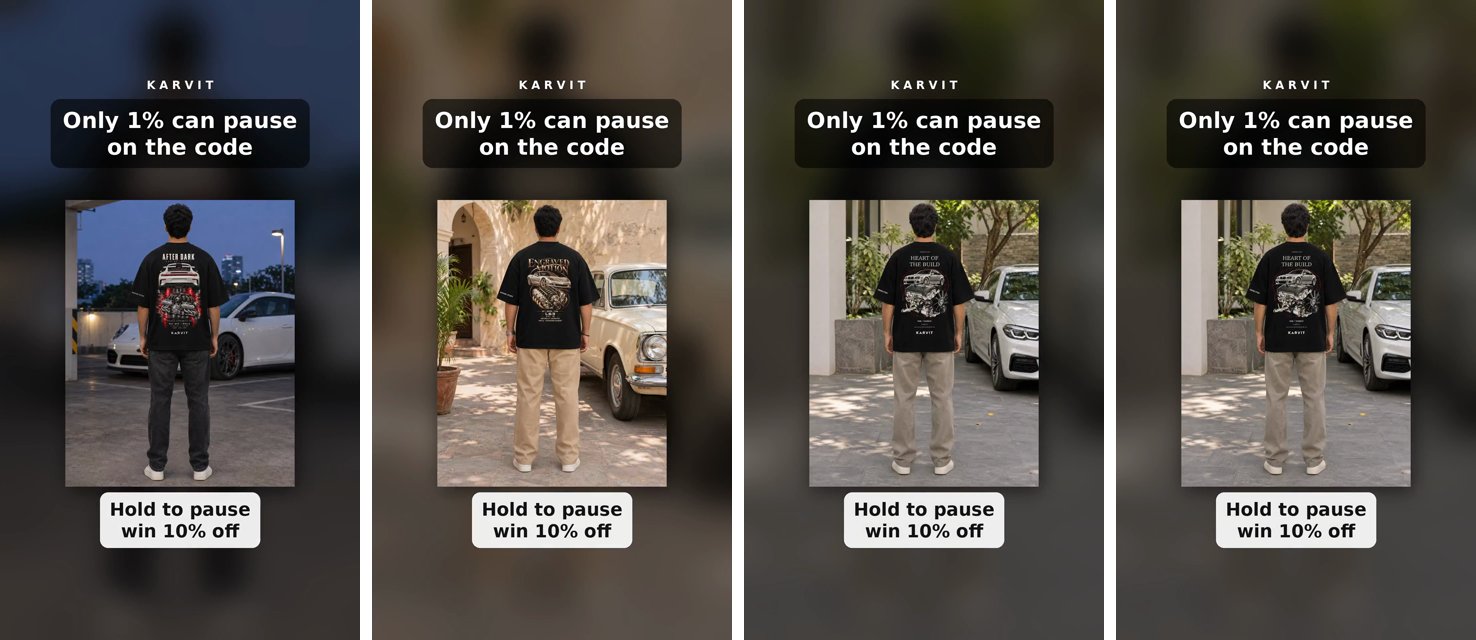 KARVIT
Only 1% can pause
on the code
AFTER DARK
KARVIT
Hold to pause
win 10% off
KARVIT
Only 1% can pause
on the code
ENGRAVED
MOTION
Hold to pause
win 10% off
KARVIT
Only 1% can pause
on the code
HEART OF
THE BUILD
KARVIT
Hold to pause
win 10% off
KARVIT
Only 1% can pause
on the code
HEART OF
THE BUILD
KARVIT
Hold to pause
win 10% off